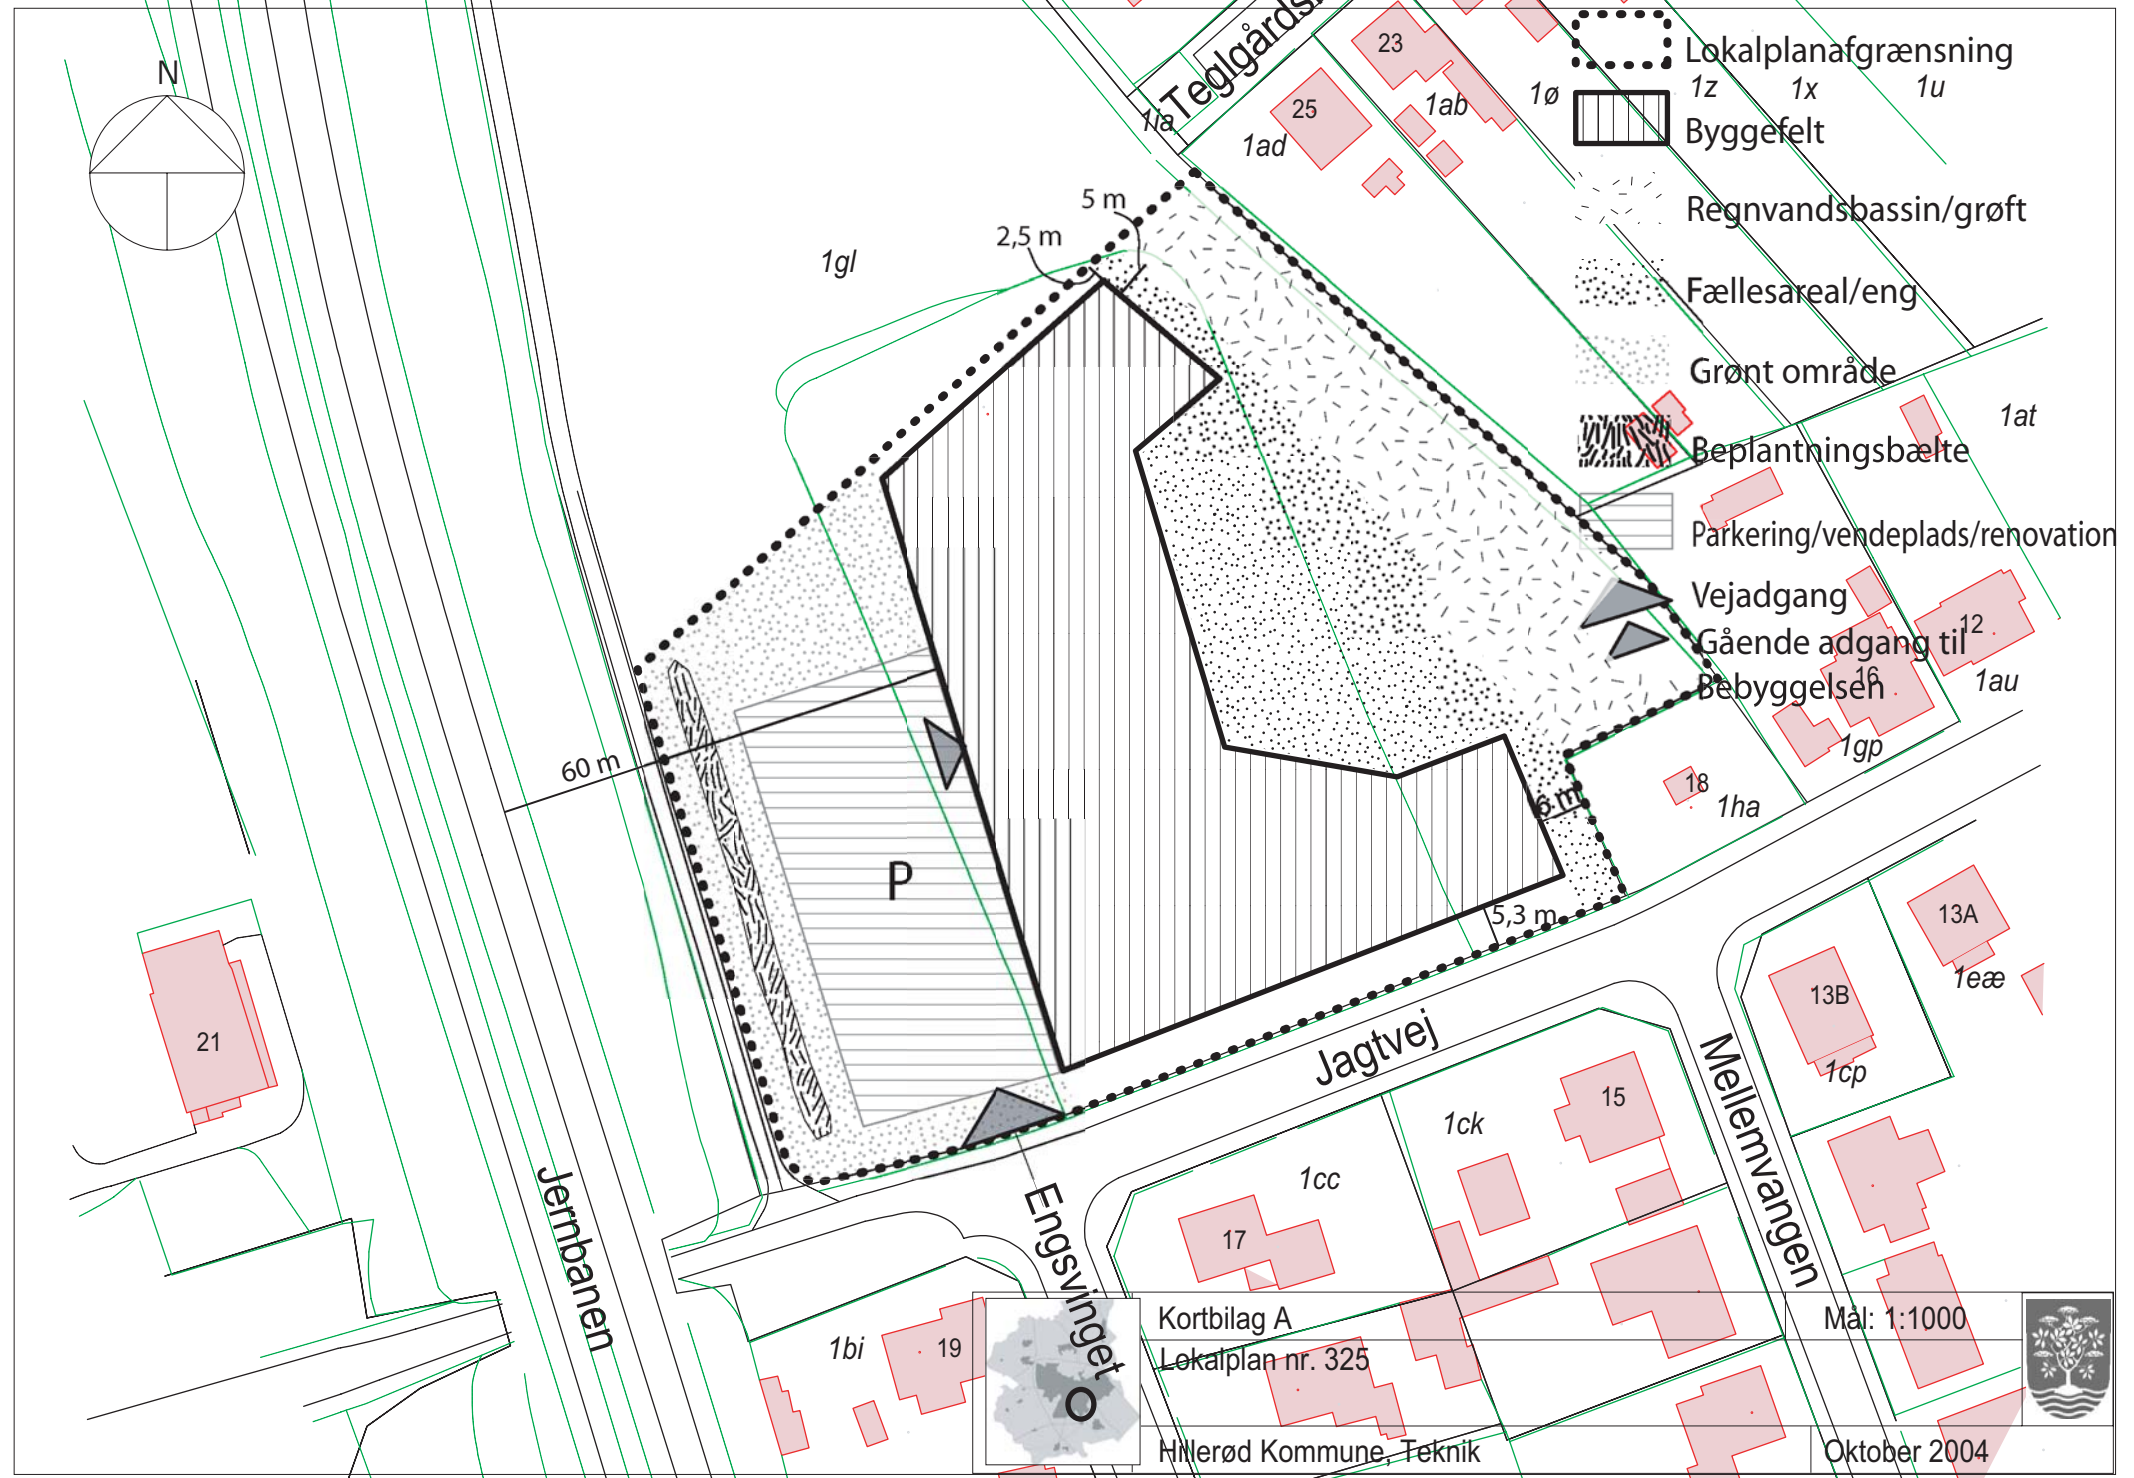 N
Teglgårds
23
25
1ia
1ad
1ab
1ø
1z
1x
1u
Lokalplanafgrænsning
Byggefelt
Regnvandsbassin/grøft
Fællesareal/eng
Grønt område
Beplantningsbælte
Parkering/vendeplads/renovation
Vejadgang
Gående adgang til
Bebyggelsen
5 m
2,5 m
1gl
1at
12
16
1au
1gp
18
1ha
60 m
6 m
P
5,3 m
13A
1eæ
13B
1cp
21
Jagtvej
Mellemvangen
15
1ck
1cc
17
Jernbanen
Engsvinget
1bi
19
Kortbilag A
Mål: 1:1000
Lokalplan nr. 325
Hillerød Kommune, Teknik
Oktober 2004